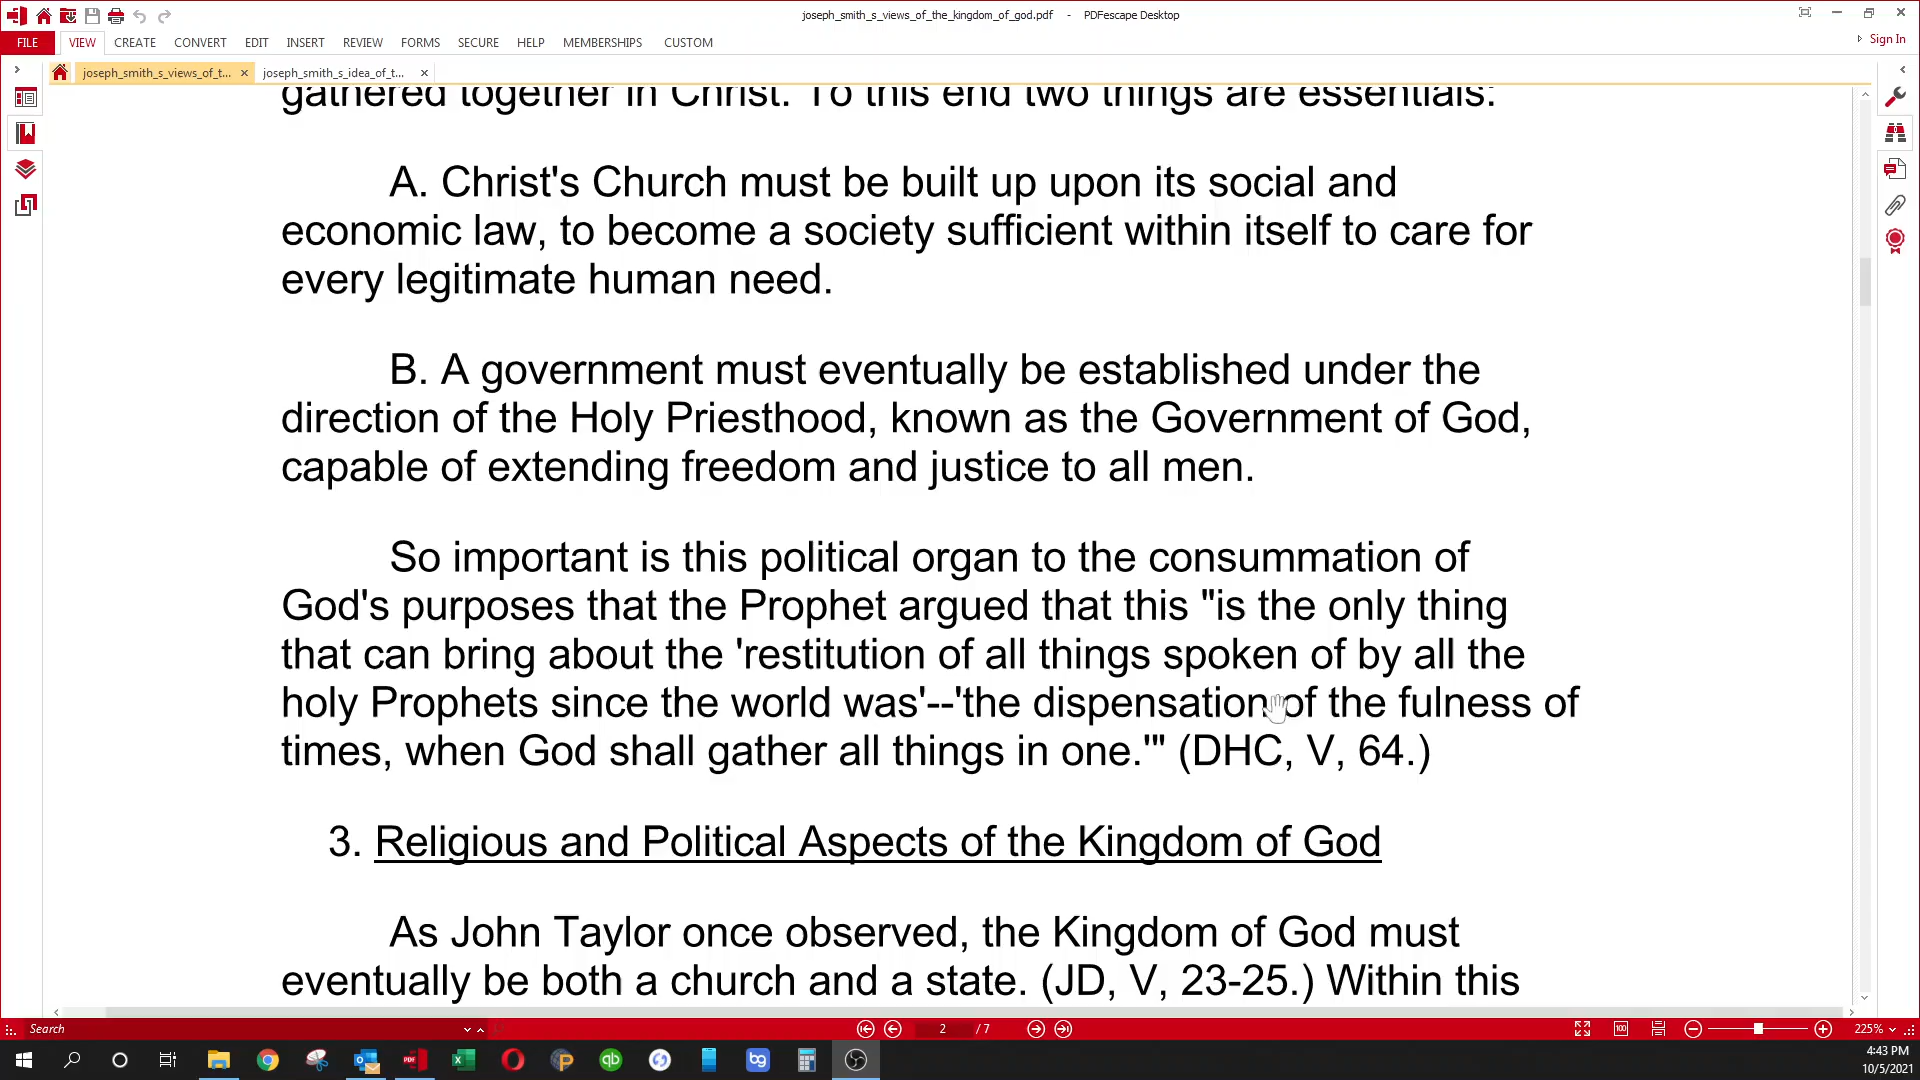 joseph_smith_s_views_of_the_kingdom_of_god.pdf - PDFescape Desktop
FILE VIEW CREATE CONVERT EDIT INSERT REVIEW FORMS SECURE HELP MEMBERSHIPS CUSTOM Sign In
joseph_smith_s_views_of_t... joseph_smith_s_idea_of_t...
gathered together in Christ. To this end two things are essentials:
A. Christ's Church must be built up upon its social and
economic law, to become a society sufficient within itself to care for
every legitimate human need.
B. A government must eventually be established under the
direction of the Holy Priesthood, known as the Government of God,
capable of extending freedom and justice to all men.
So important is this political organ to the consummation of
God's purposes that the Prophet argued that this "is the only thing
that can bring about the 'restitution of all things spoken of by all the
holy Prophets since the world was'--'the dispensation of the fulness of
times, when God shall gather all things in one.'" (DHC, V, 64.)
3. Religious and Political Aspects of the Kingdom of God
As John Taylor once observed, the Kingdom of God must
eventually be both a church and a state. (JD, V, 23-25.) Within this
Search 2 / 7 100 225%
PDF bg
4:43 PM
10/5/2021